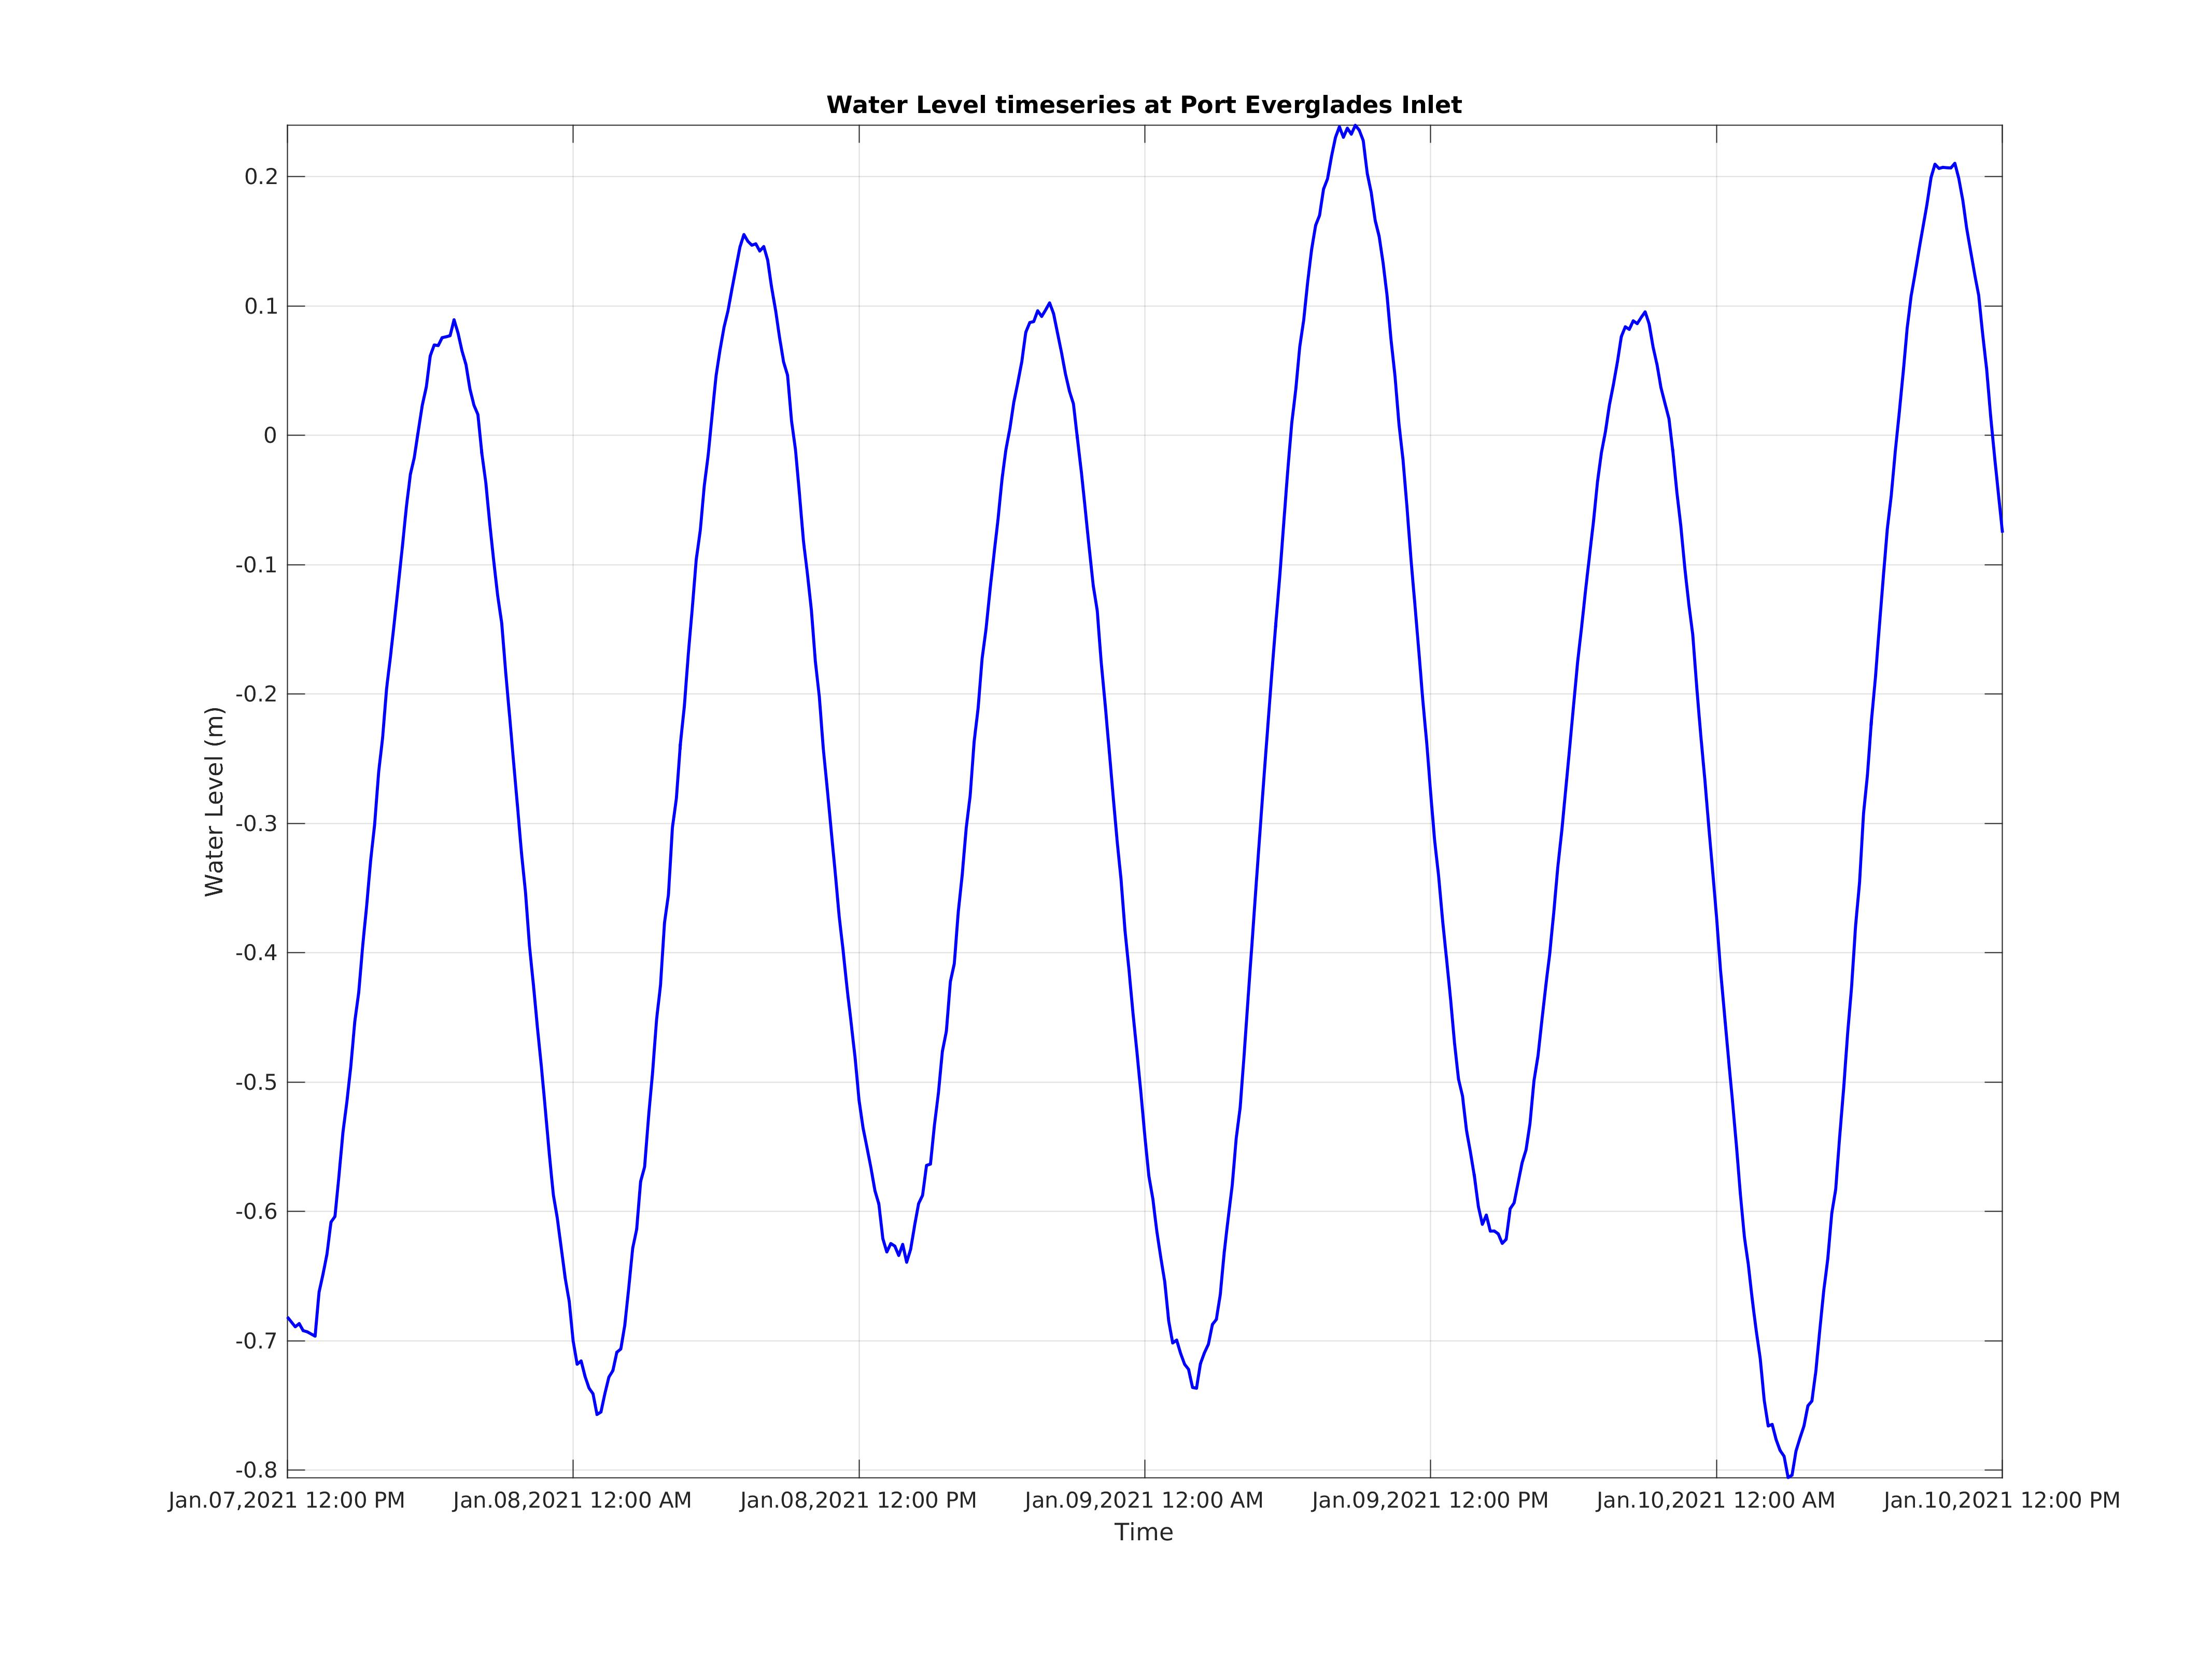 Water Level timeseries at Port Everglades Inlet
0.2
0.1
0
-0.1
-0.2
-0.3
-0.4
-0.5
-0.6
-0.7
-0.8
Water Level (m)
Jan.07,2021 12:00 PM
Jan.08,2021 12:00 AM
Jan.08,2021 12:00 PM
Jan.09,2021 12:00 AM
Jan.09,2021 12:00 PM
Jan.10,2021 12:00 AM
Jan.10,2021 12:00 PM
Time